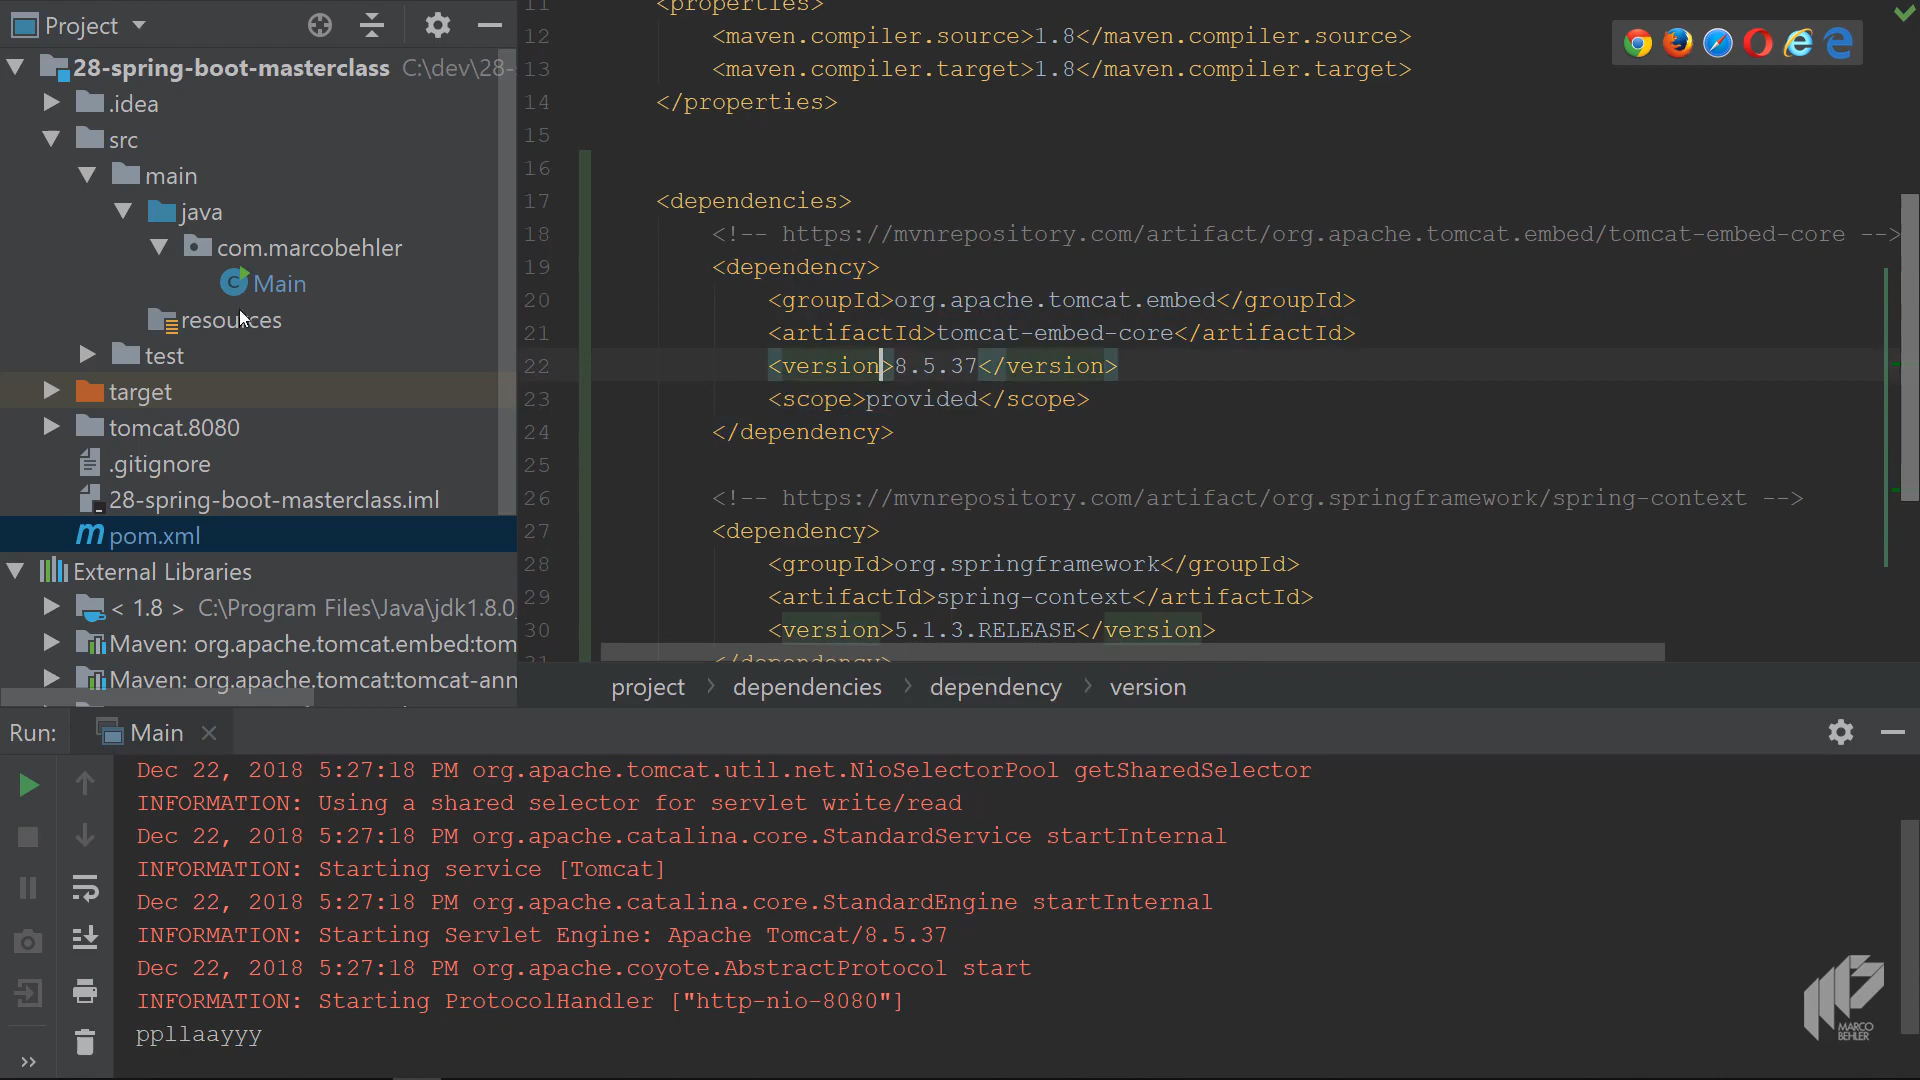 Project
28-spring-boot-masterclass C:\dev\28-
.idea
src
main
java
com.marcobehler
Main
resources
test
target
tomcat.8080
.gitignore
28-spring-boot-masterclass.iml
pom.xml
External Libraries
< 1.8 > C:\Program Files\Java\jdk1.8.0_
Maven: org.apache.tomcat.embed:tom
Maven: org.apache.tomcat:tomcat-ann
11 <properties>
12 <maven.compiler.source>1.8</maven.compiler.source>
13 <maven.compiler.target>1.8</maven.compiler.target>
14 </properties>
15
16
17 <dependencies>
18 <!-- https://mvnrepository.com/artifact/org.apache.tomcat.embed/tomcat-embed-core -->
19 <dependency>
20 <groupId>org.apache.tomcat.embed</groupId>
21 <artifactId>tomcat-embed-core</artifactId>
22 <version>8.5.37</version>
23 <scope>provided</scope>
24 </dependency>
25
26 <!-- https://mvnrepository.com/artifact/org.springframework/spring-context -->
27 <dependency>
28 <groupId>org.springframework</groupId>
29 <artifactId>spring-context</artifactId>
30 <version>5.1.3.RELEASE</version>
31 </dependency>
project > dependencies > dependency > version
Run: Main
Dec 22, 2018 5:27:18 PM org.apache.tomcat.util.net.NioSelectorPool getSharedSelector
INFORMATION: Using a shared selector for servlet write/read
Dec 22, 2018 5:27:18 PM org.apache.catalina.core.StandardService startInternal
INFORMATION: Starting service [Tomcat]
Dec 22, 2018 5:27:18 PM org.apache.catalina.core.StandardEngine startInternal
INFORMATION: Starting Servlet Engine: Apache Tomcat/8.5.37
Dec 22, 2018 5:27:18 PM org.apache.coyote.AbstractProtocol start
INFORMATION: Starting ProtocolHandler ["http-nio-8080"]
ppllaayyy
MARCO
BEHLER